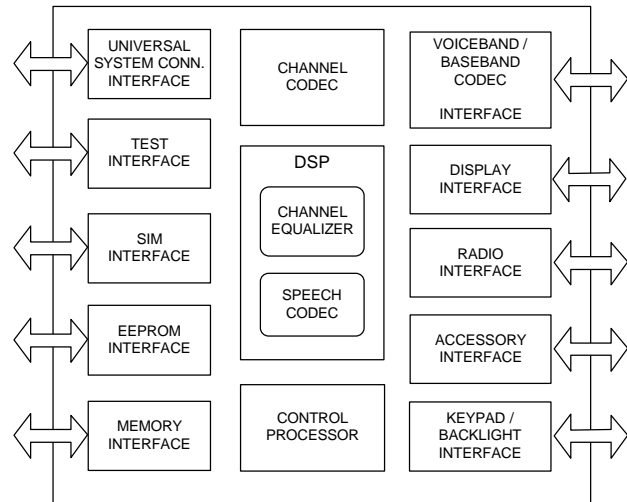 UNIVERSAL
SYSTEM CONN.
INTERFACE
TEST
INTERFACE
SIM
INTERFACE
EEPROM
INTERFACE
MEMORY
INTERFACE
CHANNEL
CODEC
DSP
CHANNEL
EQUALIZER
SPEECH
CODEC
CONTROL
PROCESSOR
VOICEBAND /
BASEBAND
CODEC
INTERFACE
DISPLAY
INTERFACE
RADIO
INTERFACE
ACCESSORY
INTERFACE
KEYPAD /
BACKLIGHT
INTERFACE